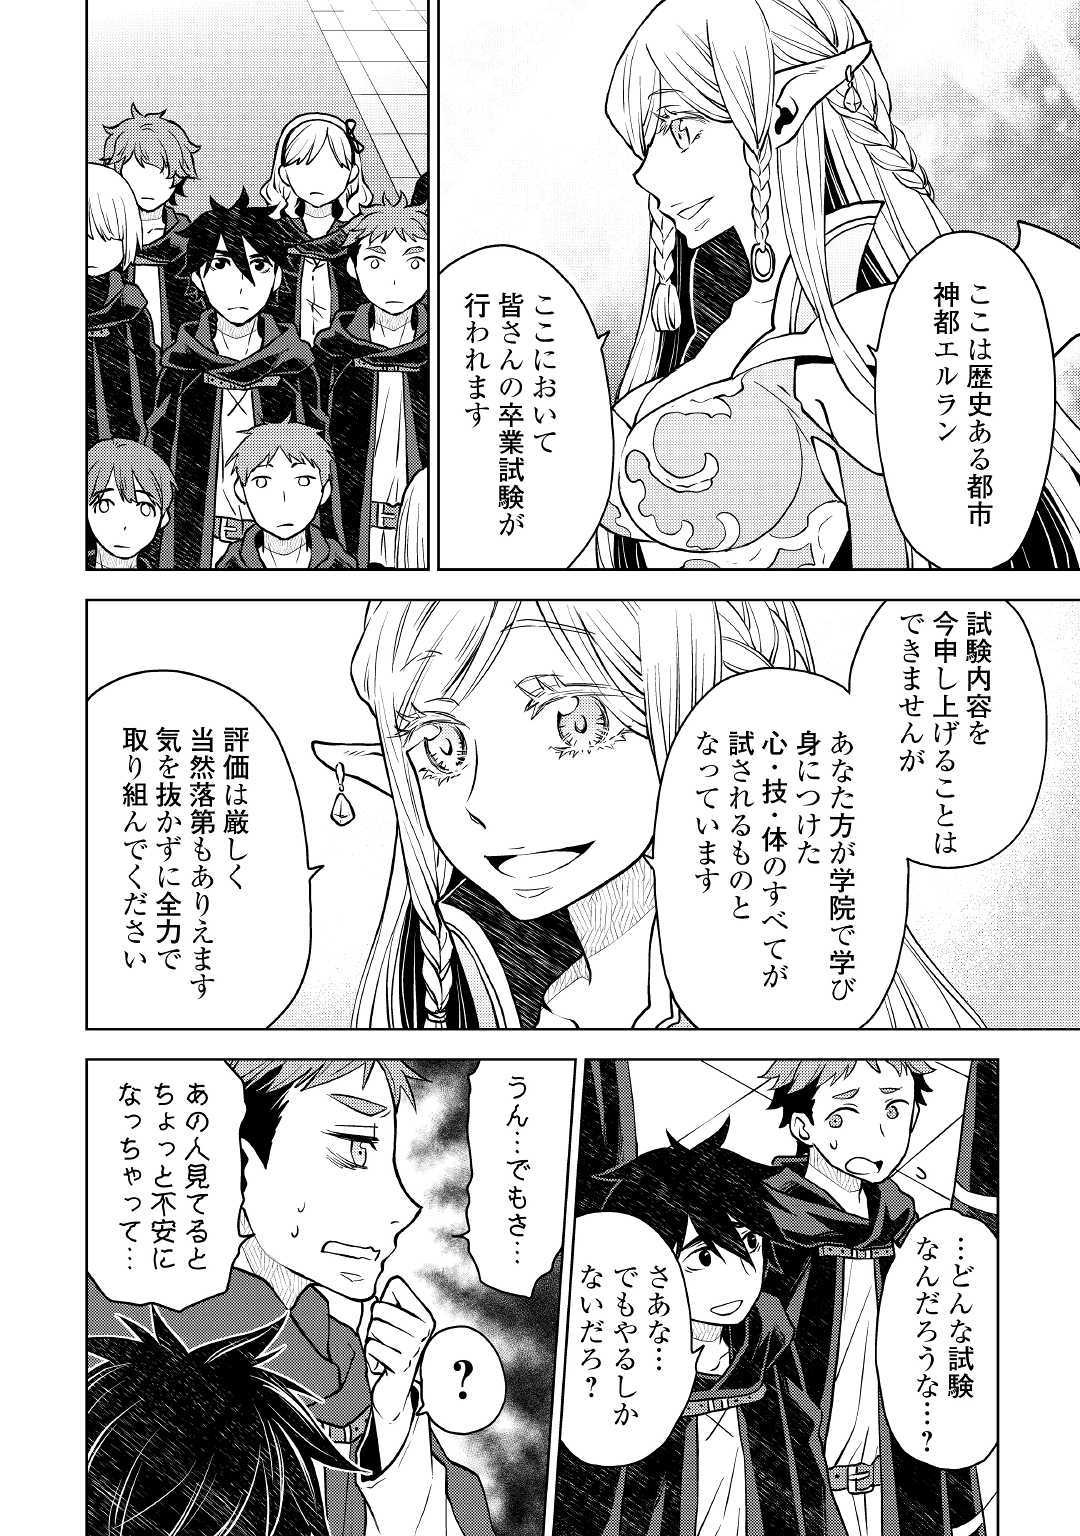 ここは歴史ある都市
神都エルラン
ここにおいて
皆さんの卒業試験が
行われます
試験内容を
今申し上げることは
できませんが
あなた方が学院で学び
身につけた
心・技・体のすべてが
試されるものと
なっています
評価は厳しく
当然落第もありえます
気を抜かずに全力で
取り組んでください
…どんな試験
なんだろうな…?
さあな…
でもやるしか
ないだろ?
うん…でもさ…
あの人見てると
ちょっと不安に
なっちゃって…
?